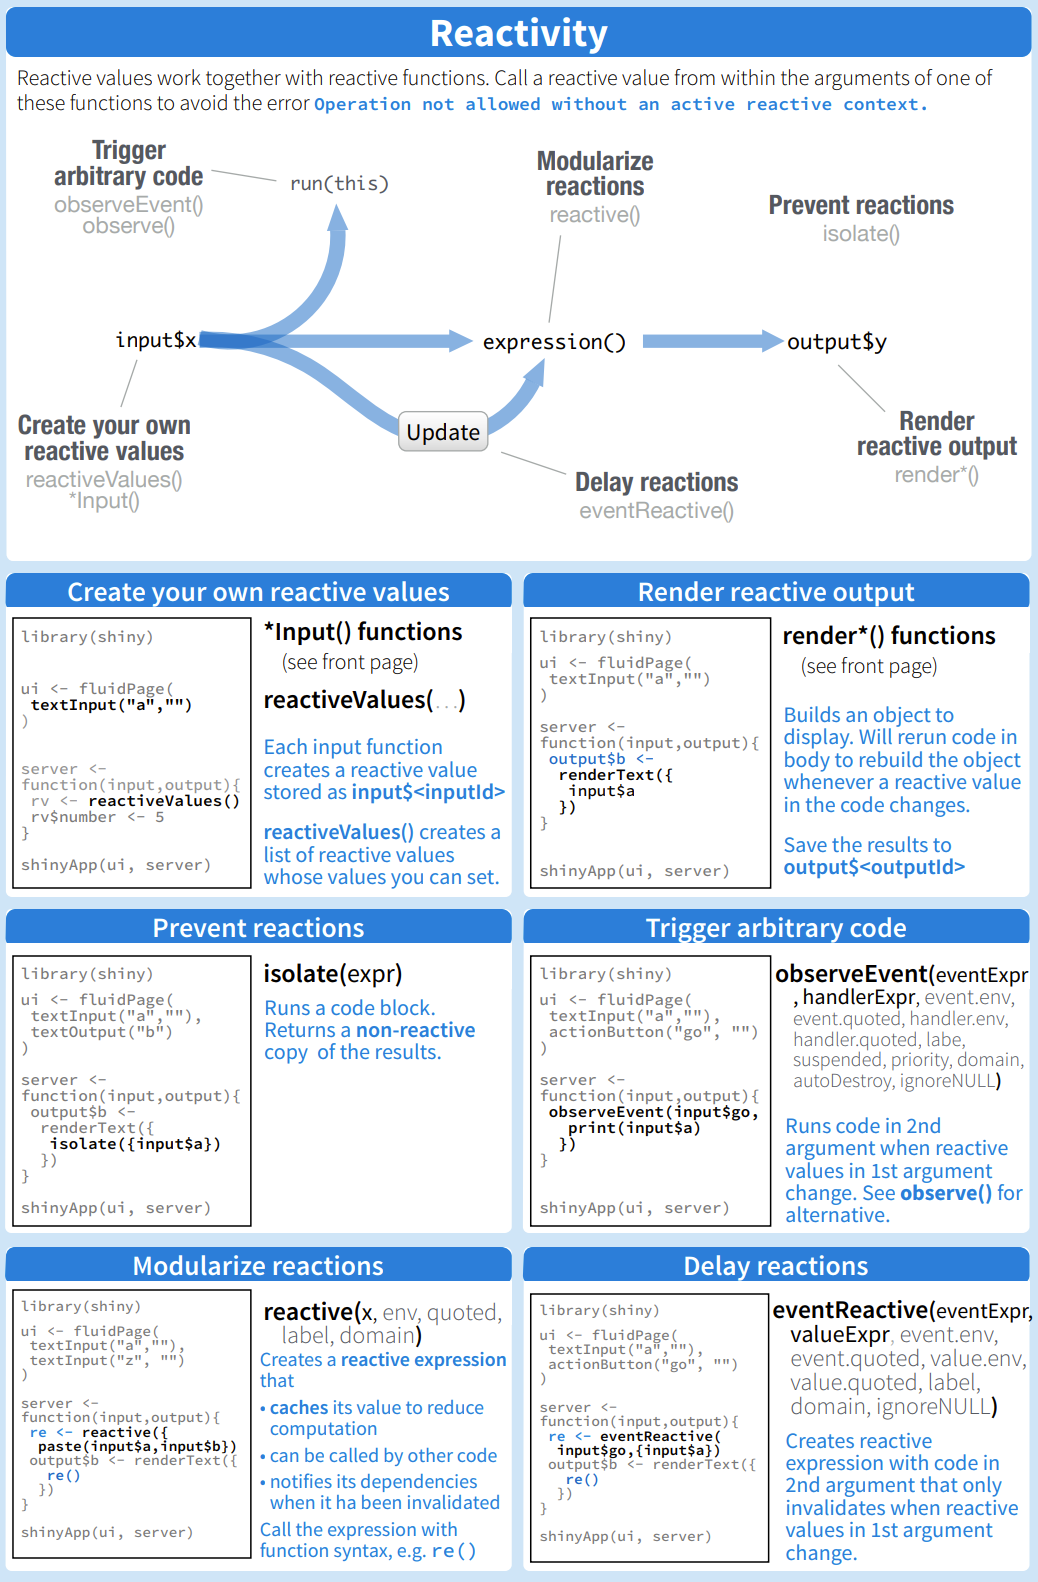 Reactivity
Reactive values work together with reactive functions. Call a reactive value from within the arguments of one of
these functions to avoid the error Operation not allowed without an active reactive context.
Trigger
arbitrary code
observeEvent()
observe()
run(this)
Modularize
reactions
reactive()
Prevent reactions
isolate()
input$x
expression()
output$y
Update
Create your own
reactive values
reactiveValues()
*Input()
Delay reactions
eventReactive()
Render
reactive output
render*()
Create your own reactive values
library(shiny)
ui <- fluidPage(
textInput("a","")
)
server <-
function(input,output){
rv <- reactiveValues()
rv$number <- 5
}
shinyApp(ui, server)
*Input() functions
(see front page)
reactiveValues(...)
Each input function
creates a reactive value
stored as input$<inputId>
reactiveValues() creates a
list of reactive values
whose values you can set.
Render reactive output
library(shiny)
ui <- fluidPage(
textInput("a","")
)
server <-
function(input,output){
output$b <-
renderText({
input$a
})
}
shinyApp(ui, server)
render*() functions
(see front page)
Builds an object to
display. Will rerun code in
body to rebuild the object
whenever a reactive value
in the code changes.
Save the results to
output$<outputId>
Prevent reactions
library(shiny)
ui <- fluidPage(
textInput("a",""),
textOutput("b")
)
server <-
function(input,output){
output$b <-
renderText({
isolate({input$a})
})
}
shinyApp(ui, server)
isolate(expr)
Runs a code block.
Returns a non-reactive
copy of the results.
Trigger arbitrary code
library(shiny)
ui <- fluidPage(
textInput("a",""),
actionButton("go", "")
)
server <-
function(input,output){
observeEvent(input$go,
print(input$a)
})
}
shinyApp(ui, server)
observeEvent(eventExpr
, handlerExpr, event.env,
event.quoted, handler.env,
handler.quoted, labe,
suspended, priority, domain,
autoDestroy, ignoreNULL)
Runs code in 2nd
argument when reactive
values in 1st argument
change. See observe() for
alternative.
Modularize reactions
library(shiny)
ui <- fluidPage(
textInput("a",""),
textInput("z", "")
)
server <-
function(input,output){
re <- reactive({
paste(input$a,input$b})
output$b <- renderText({
re()
})
}
shinyApp(ui, server)
reactive(x, env, quoted,
label, domain)
Creates a reactive expression
that
• caches its value to reduce
computation
• can be called by other code
• notifies its dependencies
when it ha been invalidated
Call the expression with
function syntax, e.g. re()
Delay reactions
library(shiny)
ui <- fluidPage(
textInput("a",""),
actionButton("go", "")
)
server <-
function(input,output){
re <- eventReactive(
input$go,{input$a})
output$b <- renderText({
re()
})
}
shinyApp(ui, server)
eventReactive(eventExpr,
valueExpr, event.env,
event.quoted, value.env,
value.quoted, label,
domain, ignoreNULL)
Creates reactive
expression with code in
2nd argument that only
invalidates when reactive
values in 1st argument
change.